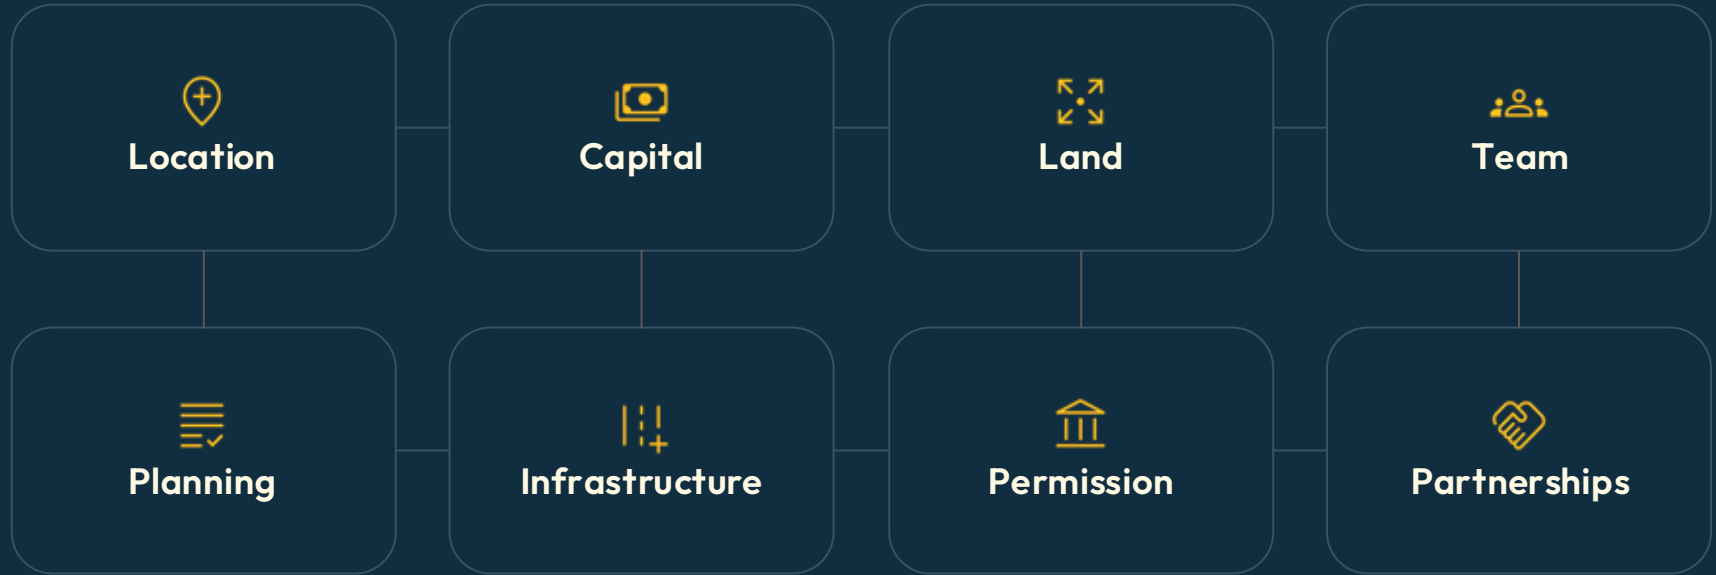 Location
Capital
Land
Team
Planning
Infrastructure
Permission
Partnerships